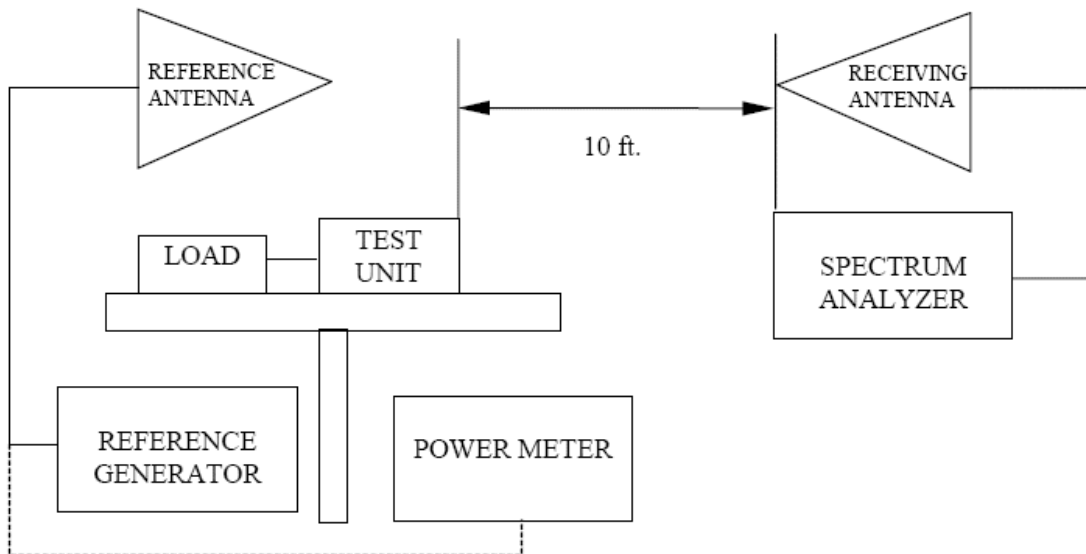 REFERENCE
ANTENNA
RECEIVING
ANTENNA
10 ft.
LOAD
TEST
UNIT
SPECTRUM
ANALYZER
REFERENCE
GENERATOR
POWER METER